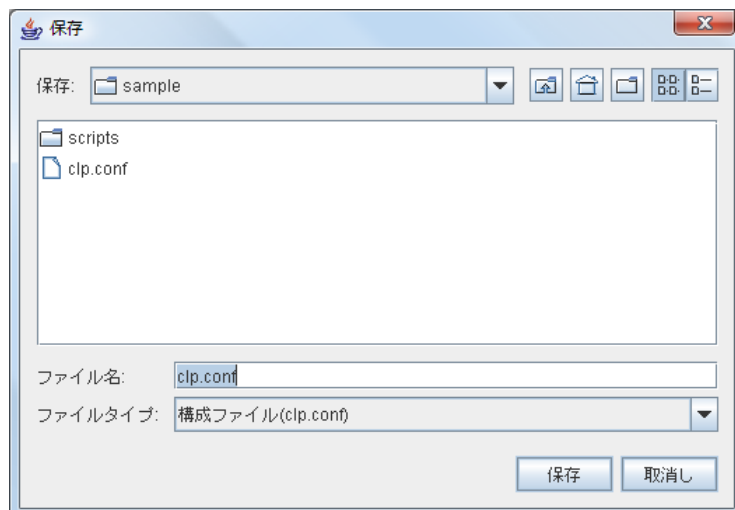 保存
保存: sample
scripts
clp.conf
ファイル名: clp.conf
ファイルタイプ: 構成ファイル(clp.conf)
保存 取消し